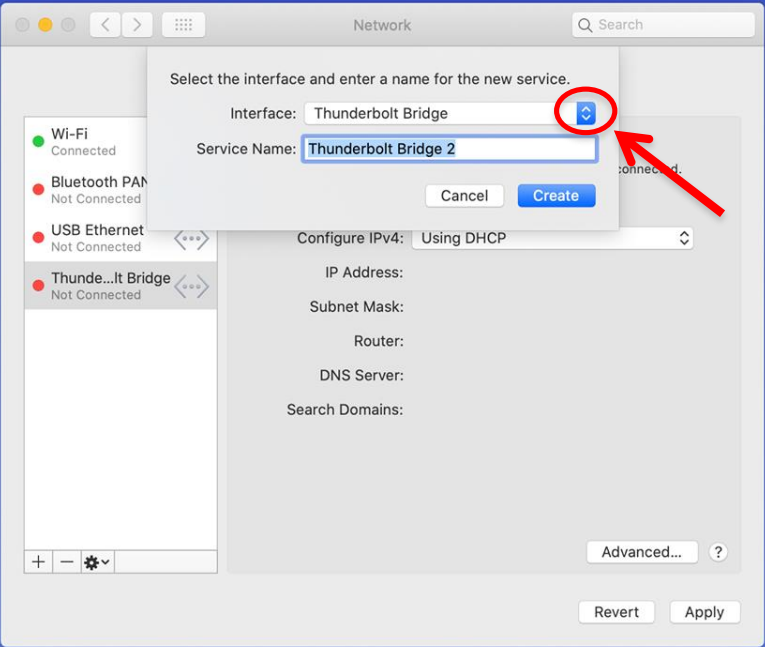 Network
Search
Select the interface and enter a name for the new service.
Interface: Thunderbolt Bridge
Service Name: Thunderbolt Bridge 2
Cancel Create
Wi-Fi
Connected
Bluetooth PAN
Not Connected
USB Ethernet
Not Connected
Thunde...lt Bridge
Not Connected
connected.
Configure IPv4: Using DHCP
IP Address:
Subnet Mask:
Router:
DNS Server:
Search Domains:
Advanced... ?
Revert Apply